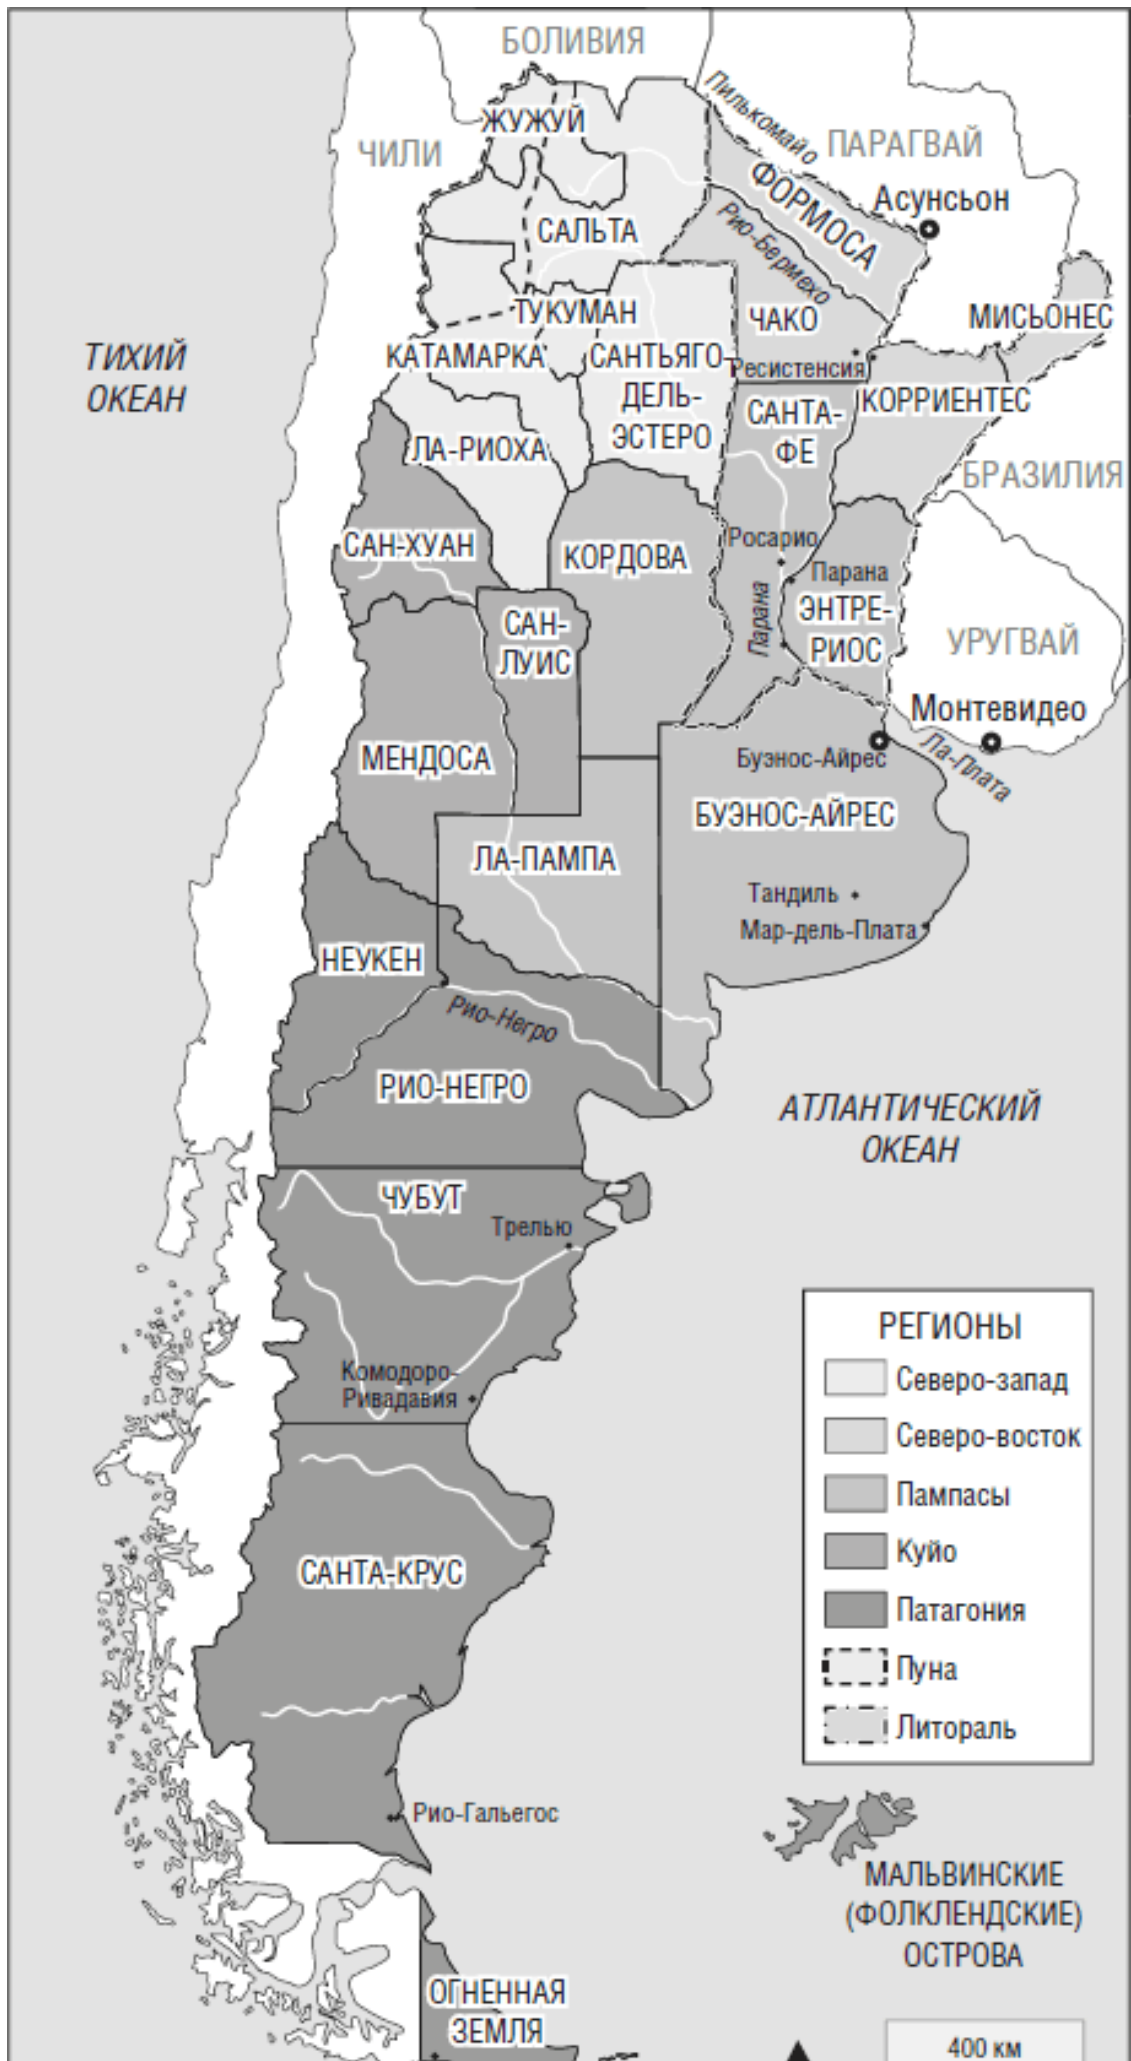 БОЛИВИЯ
Пилькомайо
ЖУЖУЙ
ЧИЛИ
ПАРАГВАЙ
ФОРМОСА
Асунсьон
САЛЬТА
Рио-Бермехо
ТУКУМАН
ЧАКО
МИСЬОНЕС
ТИХИЙ
ОКЕАН
КАТАМАРКА
САНТЬЯГО-
ДЕЛЬ-
ЭСТЕРО
Ресистенсия
САНТА-
ФЕ
КОРРИЕНТЕС
ЛА-РИОХА
БРАЗИЛИЯ
САН-ХУАН
КОРДОВА
Росарио
Парана
Парана
ЭНТРЕ-
РИОС
САН-
ЛУИС
УРУГВАЙ
Монтевидео
МЕНДОСА
Буэнос-Айрес
Ла-Плата
БУЭНОС-АЙРЕС
ЛА-ПАМПА
Тандиль
Мар-дель-Плата
НЕУКЕН
Рио-Негро
РИО-НЕГРО
АТЛАНТИЧЕСКИЙ
ОКЕАН
ЧУБУТ
Трелью
Комодоро-
Ривадавия
САНТА-КРУС
Рио-Гальегос
РЕГИОНЫ
Северо-запад
Северо-восток
Пампасы
Куйо
Патагония
Пуна
Литораль
МАЛЬВИНСКИЕ
(ФОЛКЛЕНДСКИЕ)
ОСТРОВА
ОГНЕННАЯ
ЗЕМЛЯ
400 км